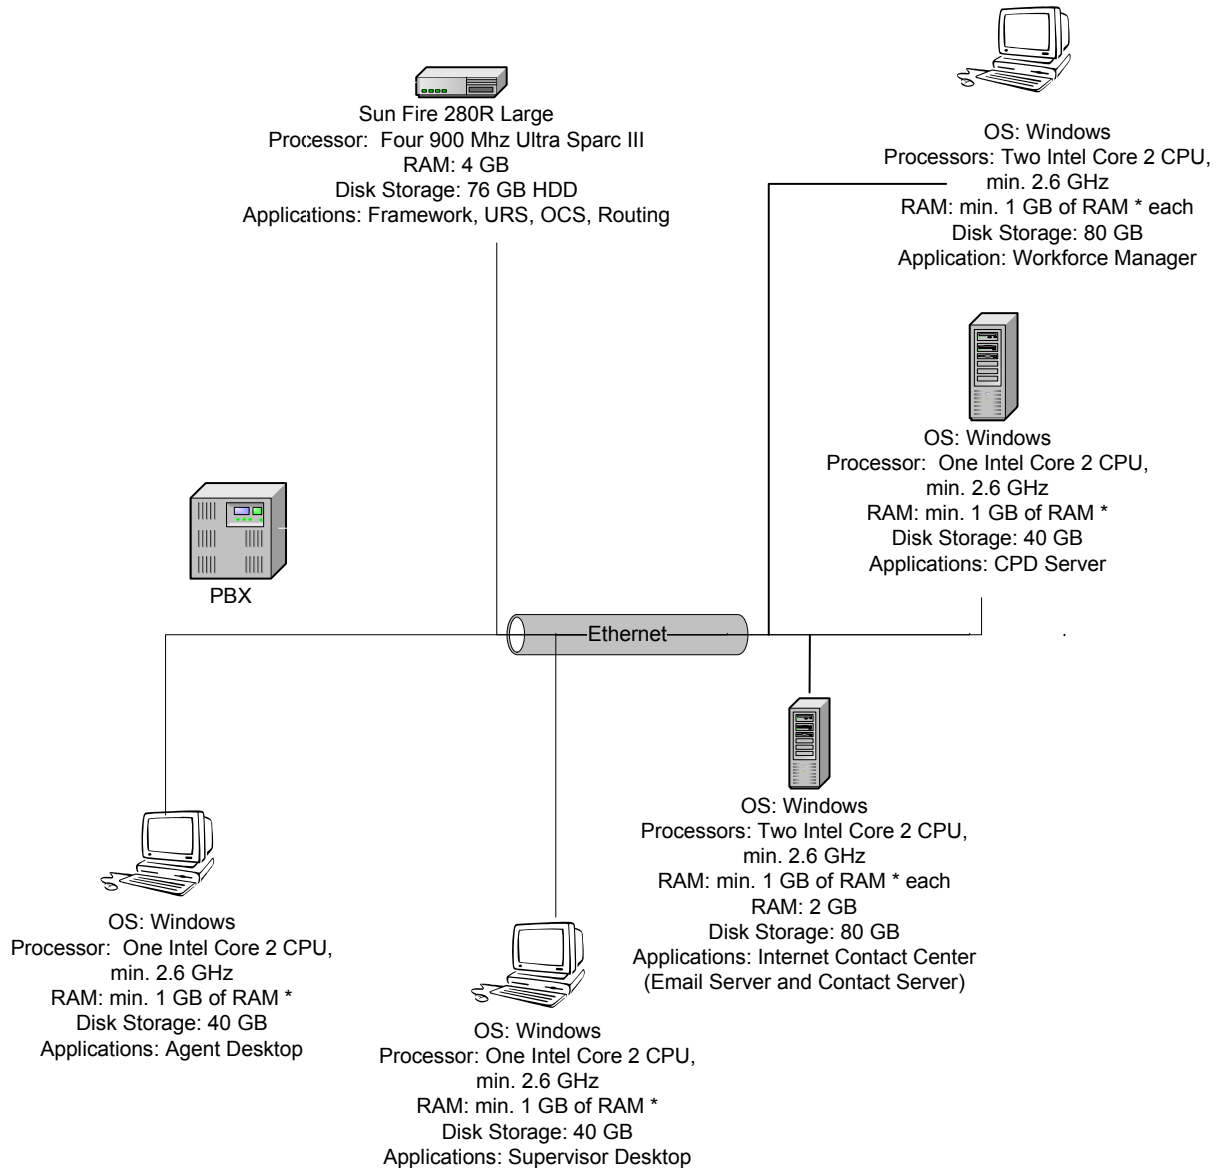 Sun Fire 280R Large
Processor:  Four 900 Mhz Ultra Sparc III
RAM: 4 GB
Disk Storage: 76 GB HDD
Applications: Framework, URS, OCS, Routing
OS: Windows
Processors: Two Intel Core 2 CPU,
min. 2.6 GHz
RAM: min. 1 GB of RAM * each
Disk Storage: 80 GB
Application: Workforce Manager
OS: Windows
Processor:  One Intel Core 2 CPU,
min. 2.6 GHz
RAM: min. 1 GB of RAM *
Disk Storage: 40 GB
Applications: CPD Server
PBX
Ethernet
OS: Windows
Processors: Two Intel Core 2 CPU,
min. 2.6 GHz
RAM: min. 1 GB of RAM * each
RAM: 2 GB
Disk Storage: 80 GB
Applications: Internet Contact Center
(Email Server and Contact Server)
OS: Windows
Processor:  One Intel Core 2 CPU,
min. 2.6 GHz
RAM: min. 1 GB of RAM *
Disk Storage: 40 GB
Applications: Agent Desktop
OS: Windows
Processor: One Intel Core 2 CPU,
min. 2.6 GHz
RAM: min. 1 GB of RAM *
Disk Storage: 40 GB
Applications: Supervisor Desktop